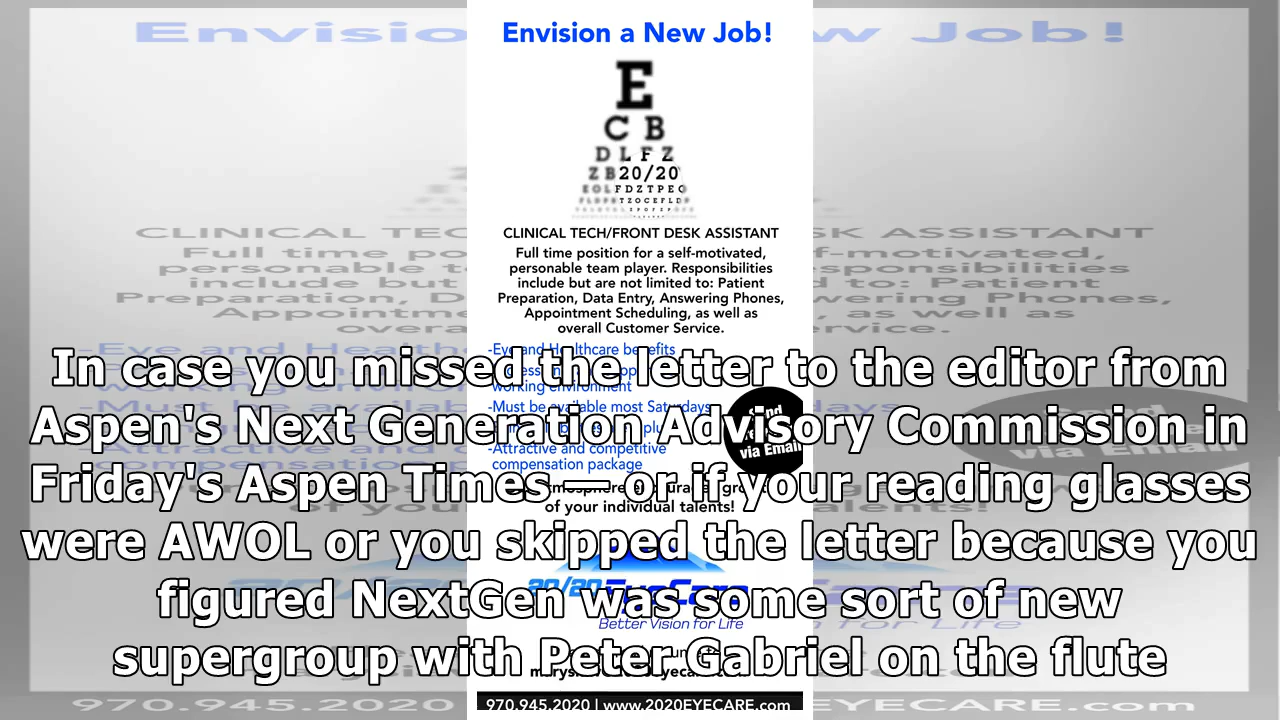 Envision a New Job!
E
C B
D L F Z
Z B 20/20
E O L F D Z T P E O
CLINICAL TECH/FRONT DESK ASSISTANT
Full time position for a self-motivated,
personable team player. Responsibilities
include but are not limited to: Patient
Preparation, Data Entry, Answering Phones,
Appointment Scheduling, as well as
overall Customer Service.
-Eye and Healthcare benefits
working environment
-Must be available most Saturdays
-Attractive and competitive
compensation package
via Email
of your individual talents!
In case you missed the letter to the editor from
Aspen's Next Generation Advisory Commission in
Friday's Aspen Times — or if your reading glasses
were AWOL or you skipped the letter because you
figured NextGen was some sort of new
supergroup with Peter Gabriel on the flute
20/20 EyeCare
Better Vision for Life
970.945.2020 | www.2020EYECARE.com